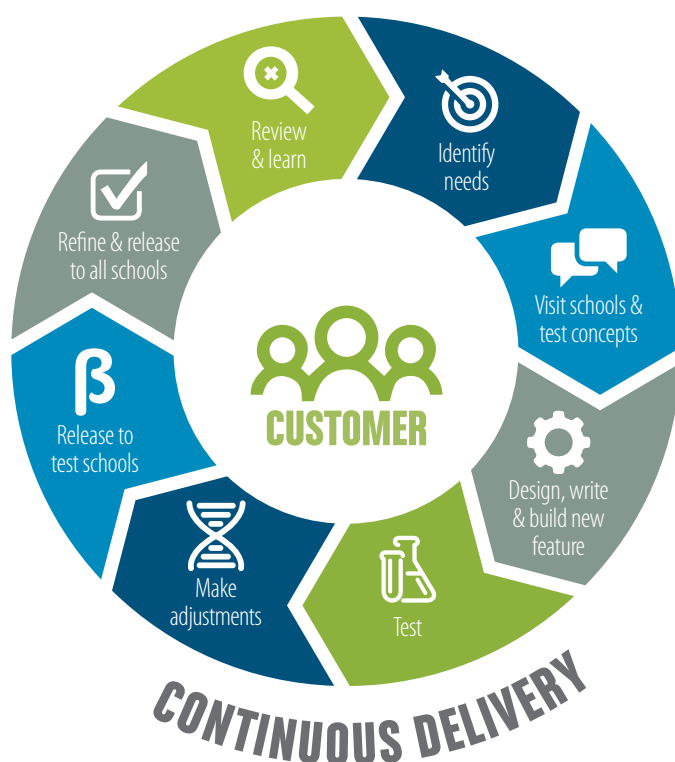 Review
& learn
Identify
needs
Visit schools &
test concepts
Design, write
& build new
feature
Test
Make
adjustments
β
Release to
test schools
Refine & release
to all schools
CUSTOMER
CONTINUOUS DELIVERY